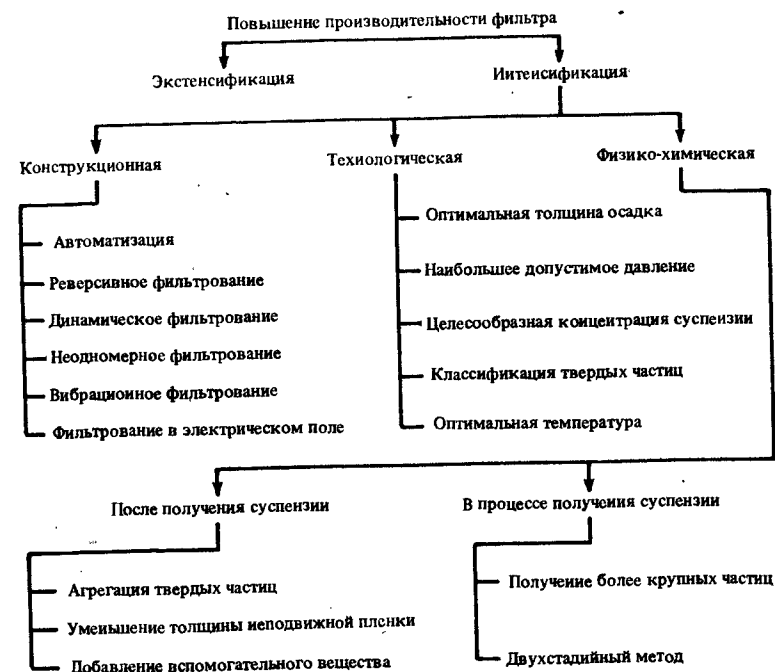 Повышение производительности фильтра
Экстенсификация
Интенсификация
Конструкционная
Технологическая
Физико-химическая
Автоматизация
Реверсивное фильтрование
Динамическое фильтрование
Неодномерное фильтрование
Вибрационное фильтрование
Фильтрование в электрическом поле
Оптимальная толщина осадка
Наибольшее допустимое давление
Целесообразная концентрация суспензии
Классификация твердых частиц
Оптимальная температура
После получения суспензии
В процессе получения суспензии
Агрегация твердых частиц
Уменьшение толщины неподвижной пленки
Добавление вспомогательного вещества
Получение более крупных частиц
Двухстадийный метод